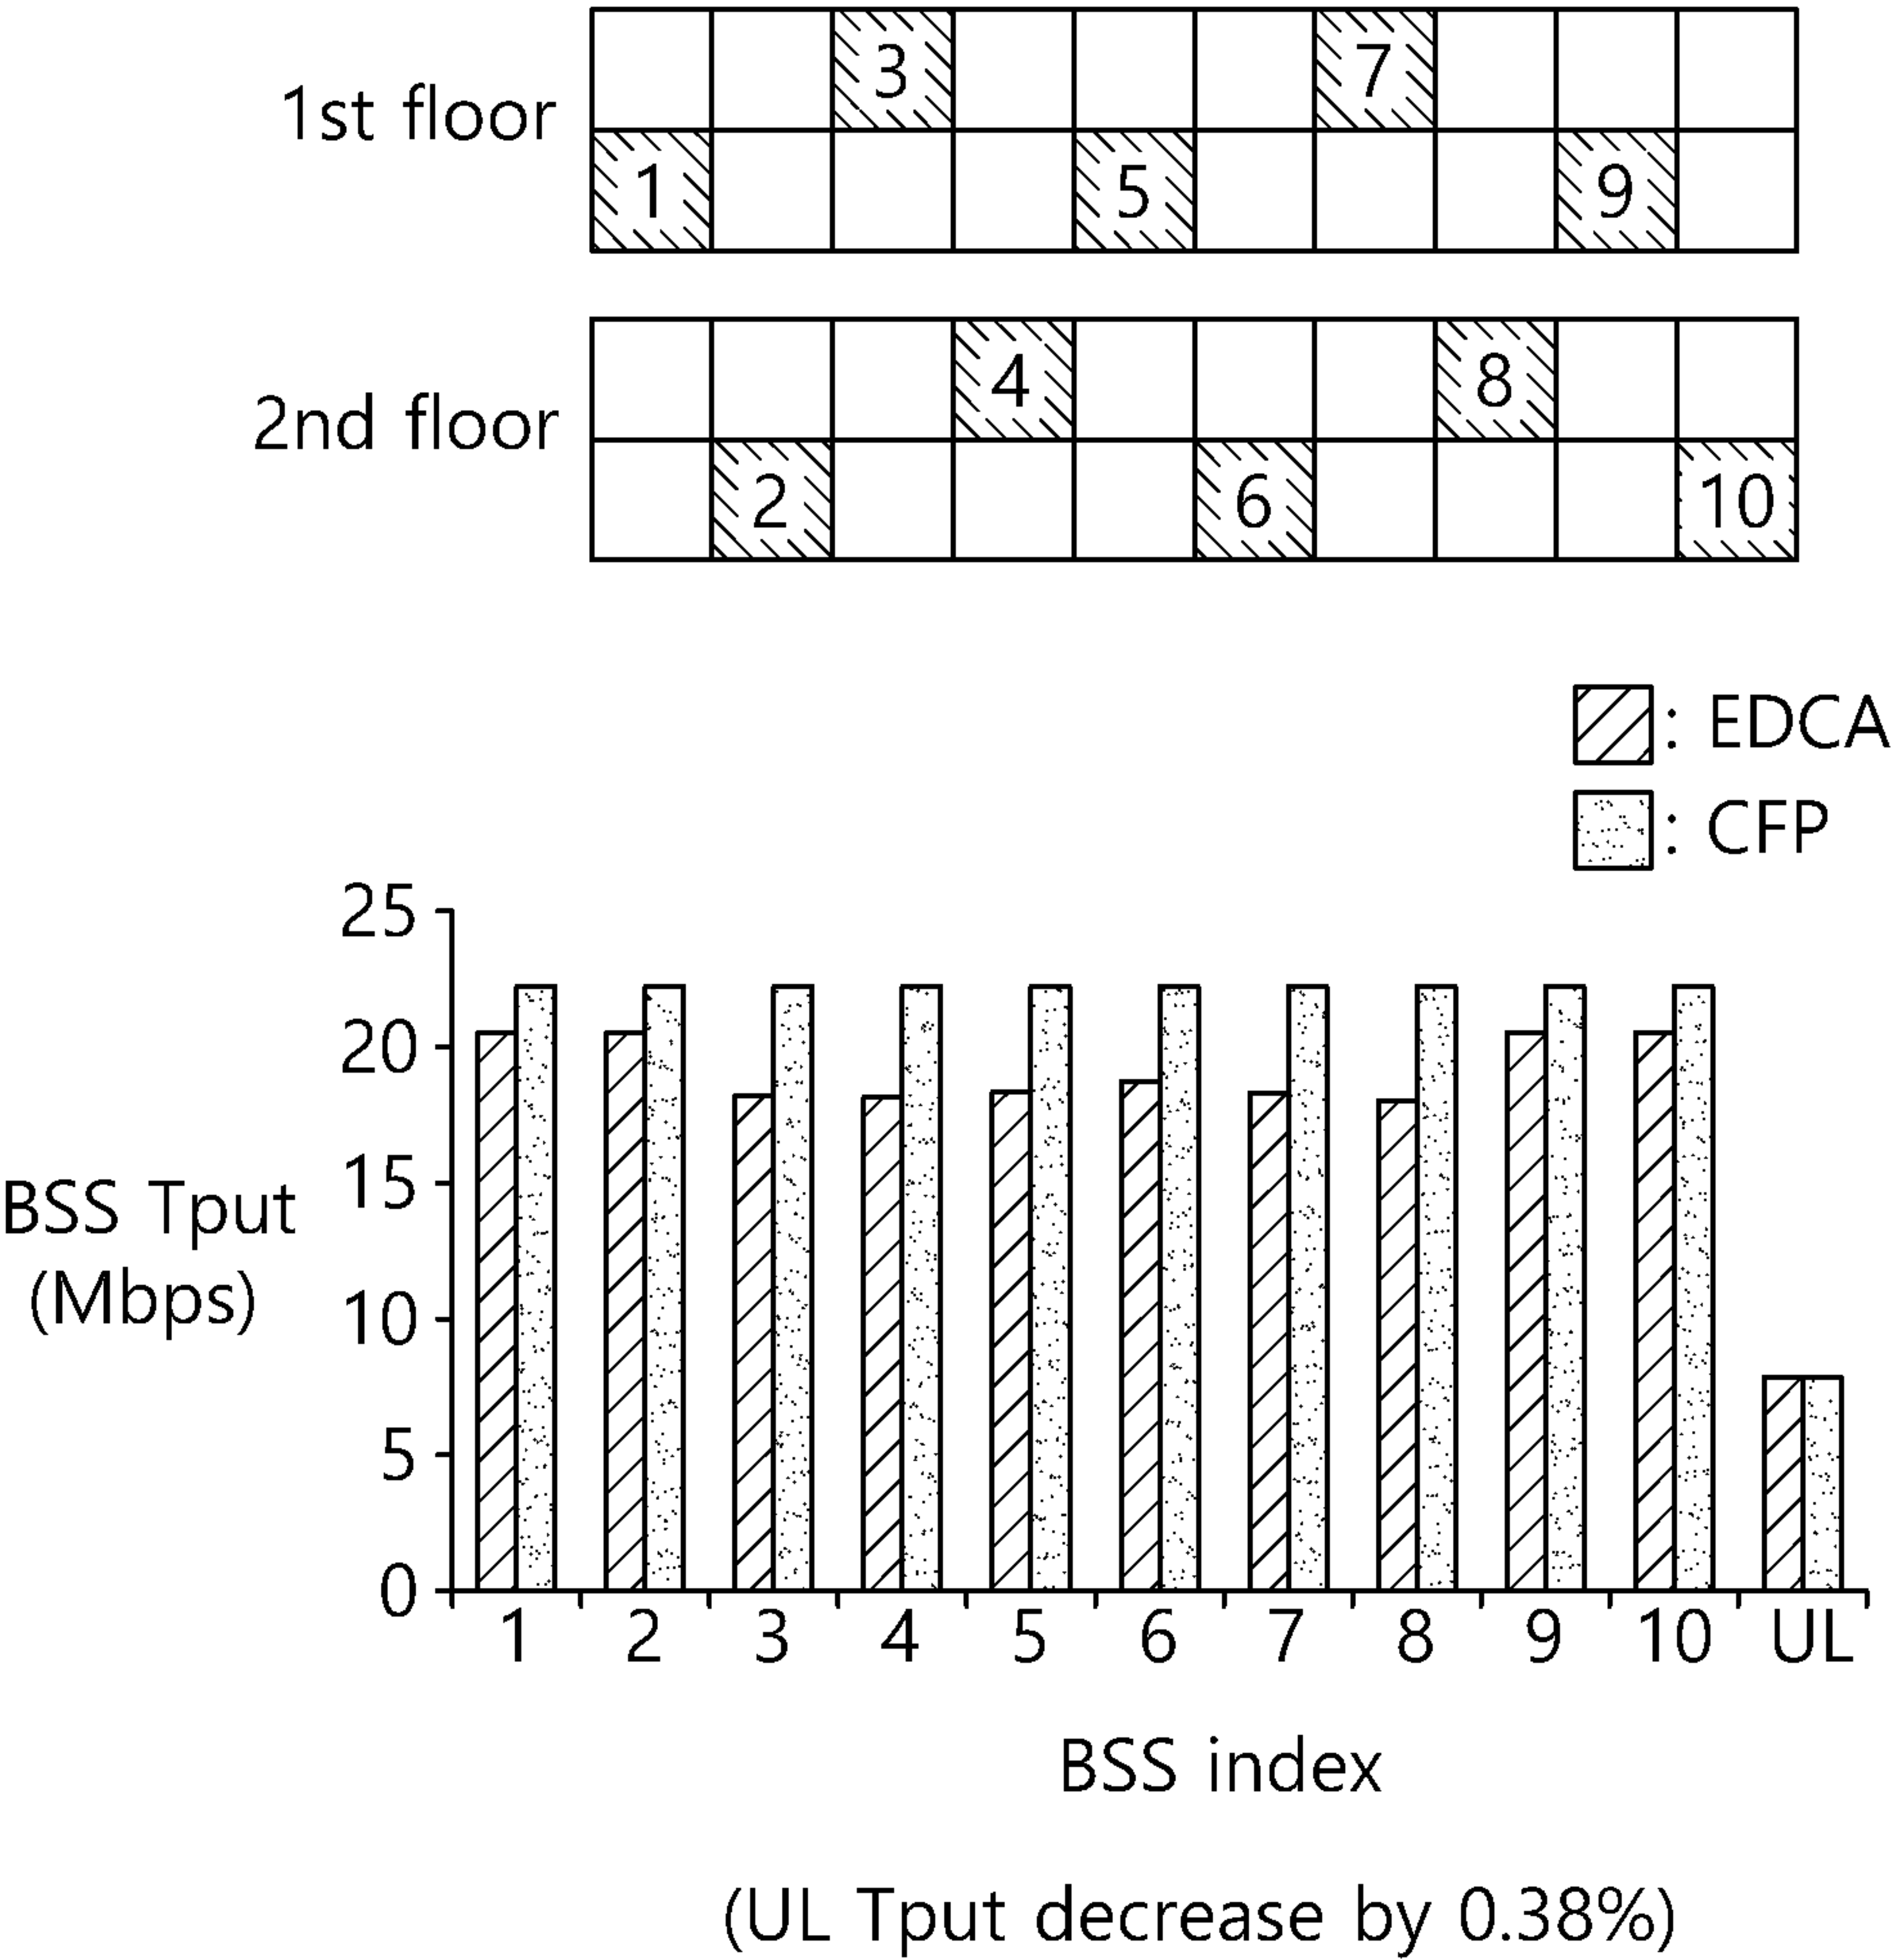 3 7
1st floor
1 5 9
4 8
2nd floor
2 6 10
: EDCA
: CFP
25
20
15
10
5
0
BSS Tput
(Mbps)
1 2 3 4 5 6 7 8 9 10 UL
BSS index
(UL Tput decrease by 0.38%)